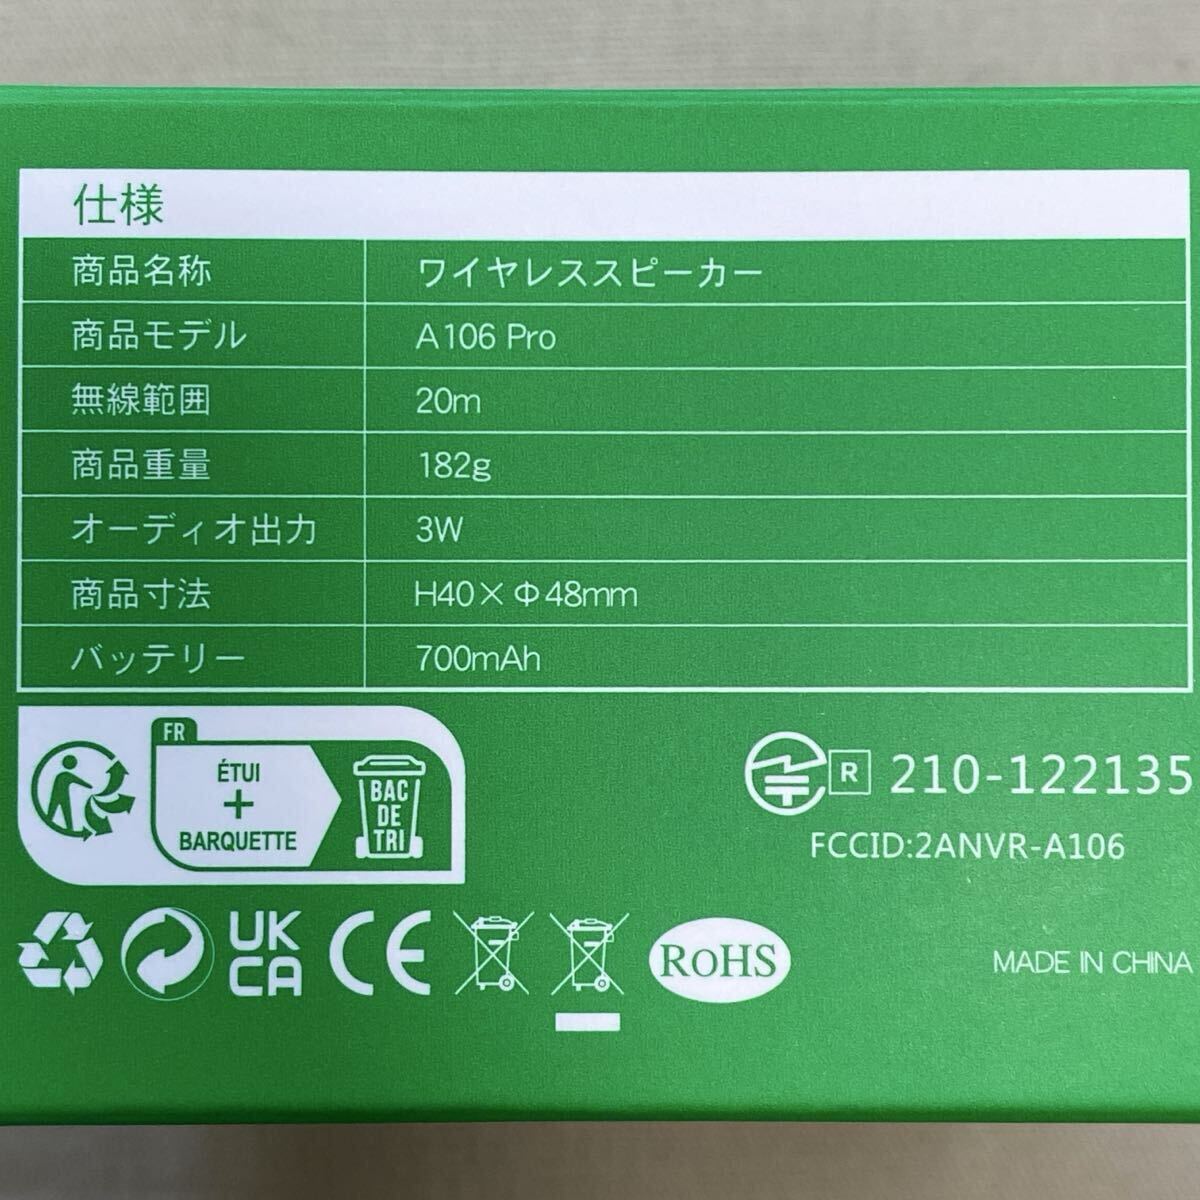 仕様
商品名称 ワイヤレススピーカー
商品モデル A106 Pro
無線範囲 20m
商品重量 182g
オーディオ出力 3W
商品寸法 H40×Φ48mm
バッテリー 700mAh
FR
ÉTUI
+
BARQUETTE
BAC
DE
TRI
R 210-122135
FCCID:2ANVR-A106
UK
CA
CE
RoHS
MADE IN CHINA